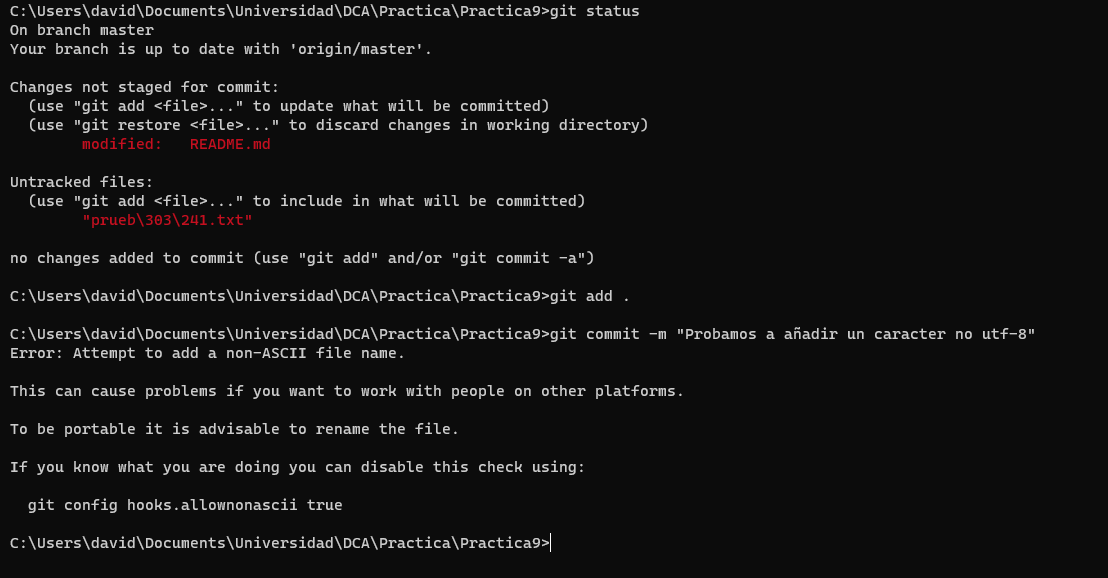 C:\Users\david\Documents\Universidad\DCA\Practica\Practica9>git status
On branch master
Your branch is up to date with 'origin/master'.
Changes not staged for commit:
  (use "git add <file>..." to update what will be committed)
  (use "git restore <file>..." to discard changes in working directory)
        modified:   README.md
Untracked files:
  (use "git add <file>..." to include in what will be committed)
        "prueb\303\241.txt"
no changes added to commit (use "git add" and/or "git commit -a")
C:\Users\david\Documents\Universidad\DCA\Practica\Practica9>git add .
C:\Users\david\Documents\Universidad\DCA\Practica\Practica9>git commit -m "Probamos a añadir un caracter no utf-8"
Error: Attempt to add a non-ASCII file name.
This can cause problems if you want to work with people on other platforms.
To be portable it is advisable to rename the file.
If you know what you are doing you can disable this check using:
  git config hooks.allownonascii true
C:\Users\david\Documents\Universidad\DCA\Practica\Practica9>